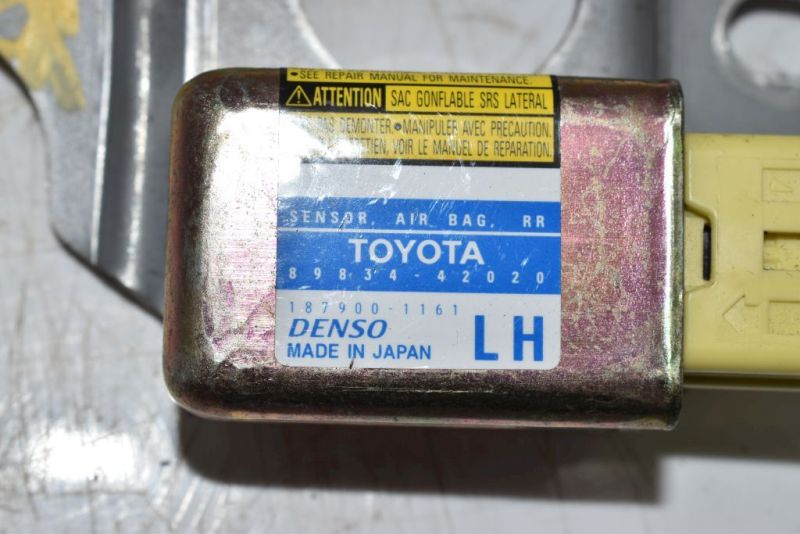 •SEE REPAIR MANUAL FOR MAINTENANCE.
ATTENTION SAC GONFLABLE SRS LATERAL
PAS DEMONTER.•MANIPULER AVEC PRECAUTION.
VOIR LE MANUEL DE REPARATION.
SENSOR, AIR BAG, RR
TOYOTA
89834-42020
187900-1161
DENSO
MADE IN JAPAN
LH